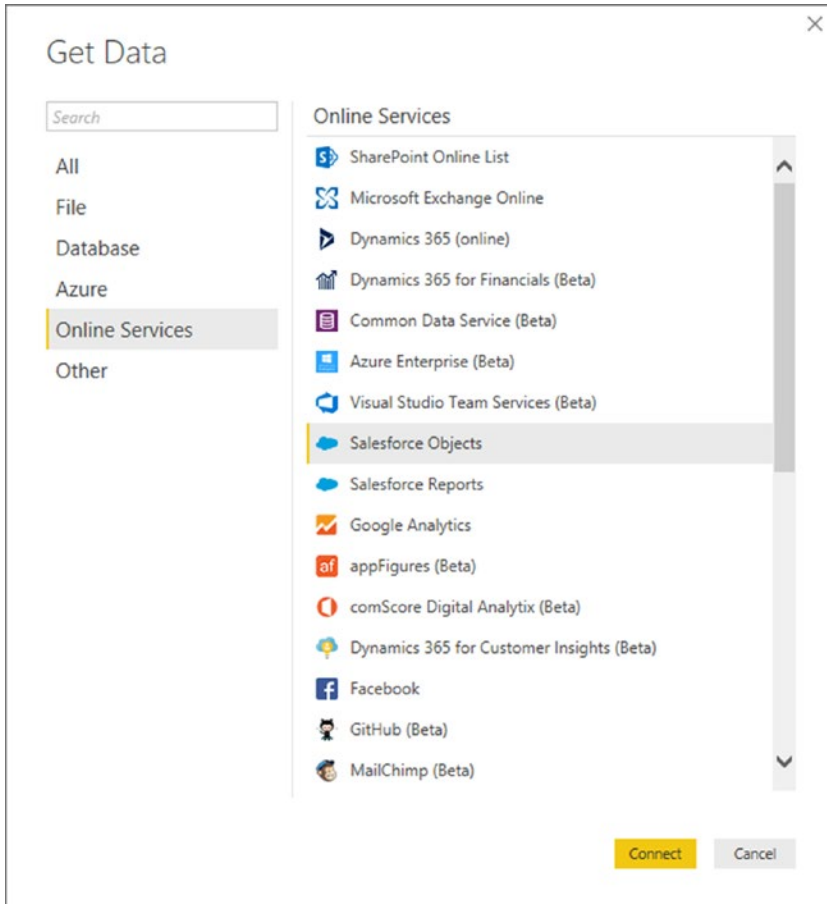 Get Data
Search
All
File
Database
Azure
Online Services
Other
Online Services
SharePoint Online List
Microsoft Exchange Online
Dynamics 365 (online)
Dynamics 365 for Financials (Beta)
Common Data Service (Beta)
Azure Enterprise (Beta)
Visual Studio Team Services (Beta)
Salesforce Objects
Salesforce Reports
Google Analytics
af appFigures (Beta)
comScore Digital Analytix (Beta)
Dynamics 365 for Customer Insights (Beta)
Facebook
GitHub (Beta)
MailChimp (Beta)
Connect Cancel